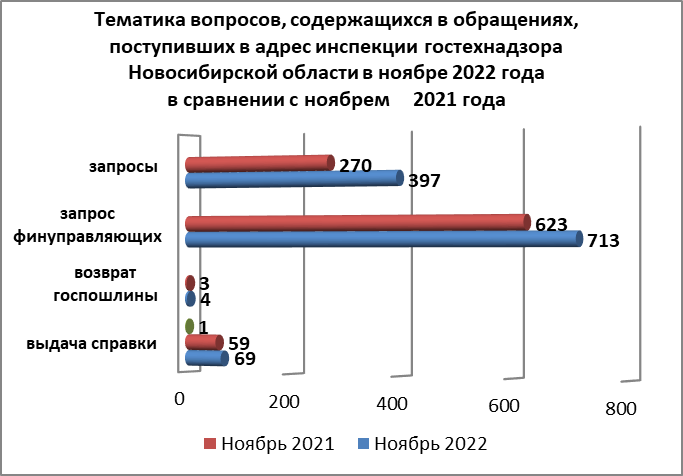 Тематика вопросов, содержащихся в обращениях,
поступивших в адрес инспекции гостехнадзора
Новосибирской области в ноябре 2022 года
в сравнении с ноябрем 2021 года
запросы
270
397
запрос
финуправляющих
623
713
возврат
госпошлины
3
4
1
выдача справки
59
69
0 200 400 600 800
Ноябрь 2021 Ноябрь 2022